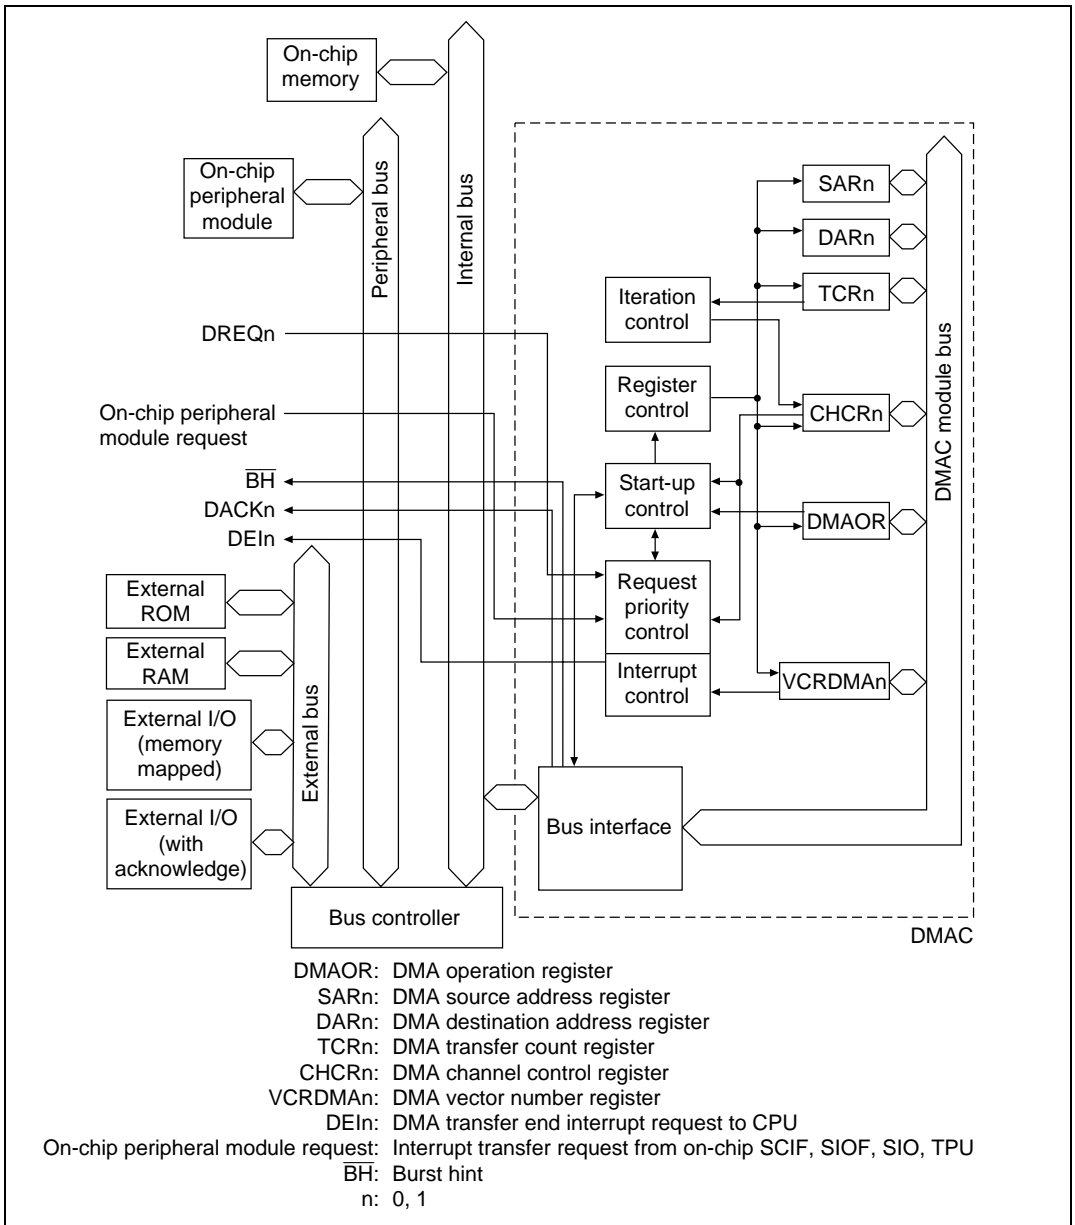 On-chip
memory
On-chip
peripheral
module
Peripheral bus
Internal bus
SARn
DARn
TCRn
Iteration
control
DREQn
Register
control
CHCRn
DMAC module bus
On-chip peripheral
module request
BH
DACKn
DEIn
Start-up
control
DMAOR
External
ROM
Request
priority
control
External
RAM
Interrupt
control
VCRDMAn
External I/O
(memory
mapped)
External bus
External I/O
(with
acknowledge)
Bus interface
Bus controller
DMAC
DMAOR: DMA operation register
SARn: DMA source address register
DARn: DMA destination address register
TCRn: DMA transfer count register
CHCRn: DMA channel control register
VCRDMAn: DMA vector number register
DEIn: DMA transfer end interrupt request to CPU
On-chip peripheral module request: Interrupt transfer request from on-chip SCIF, SIOF, SIO, TPU
BH: Burst hint
n: 0, 1